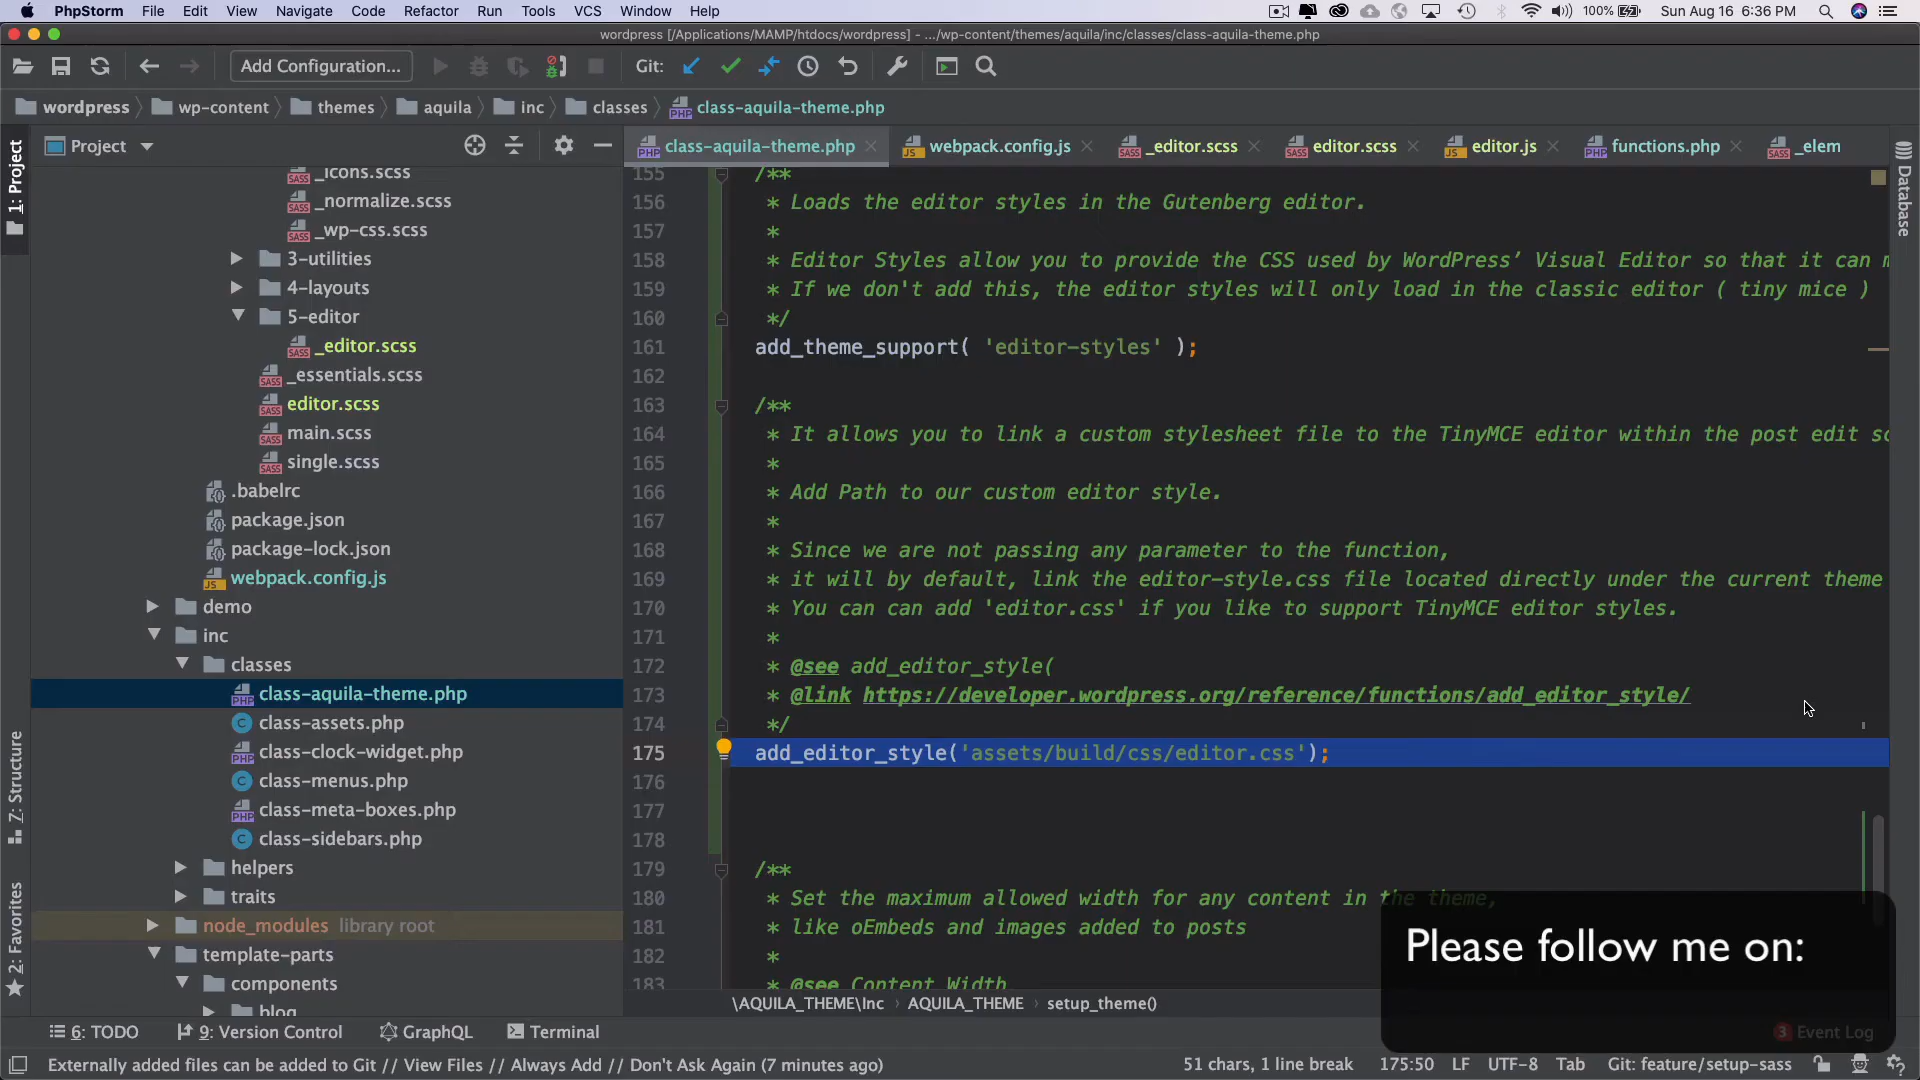 PhpStorm File Edit View Navigate Code Refactor Run Tools VCS Window Help 100% Sun Aug 16 6:36 PM
wordpress [/Applications/MAMP/htdocs/wordpress] - .../wp-content/themes/aquila/inc/classes/class-aquila-theme.php
Add Configuration... Git:
wordpress wp-content themes aquila inc classes class-aquila-theme.php
1: Project
Project
class-aquila-theme.php webpack.config.js _editor.scss editor.scss editor.js functions.php _elem
Database
_icons.scss
_normalize.scss
_wp-css.scss
3-utilities
4-layouts
5-editor
_editor.scss
_essentials.scss
editor.scss
main.scss
single.scss
.babelrc
package.json
package-lock.json
webpack.config.js
demo
inc
classes
class-aquila-theme.php
class-assets.php
class-clock-widget.php
class-menus.php
class-meta-boxes.php
class-sidebars.php
helpers
traits
node_modules library root
template-parts
components
blog
7: Structure
2: Favorites
155 /**
156 * Loads the editor styles in the Gutenberg editor.
157 *
158 * Editor Styles allow you to provide the CSS used by WordPress’ Visual Editor so that it can m
159 * If we don't add this, the editor styles will only load in the classic editor ( tiny mice )
160 */
161 add_theme_support( 'editor-styles' );
162
163 /**
164 * It allows you to link a custom stylesheet file to the TinyMCE editor within the post edit sc
165 *
166 * Add Path to our custom editor style.
167 *
168 * Since we are not passing any parameter to the function,
169 * it will by default, link the editor-style.css file located directly under the current theme
170 * You can can add 'editor.css' if you like to support TinyMCE editor styles.
171 *
172 * @see add_editor_style(
173 * @link https://developer.wordpress.org/reference/functions/add_editor_style/
174 */
175 add_editor_style('assets/build/css/editor.css');
176
177
178
179 /**
180 * Set the maximum allowed width for any content in the theme,
181 * like oEmbeds and images added to posts
182 *
183 * @see Content Width
Please follow me on:
\AQUILA_THEME\Inc › AQUILA_THEME › setup_theme()
6: TODO 9: Version Control GraphQL Terminal 3 Event Log
Externally added files can be added to Git // View Files // Always Add // Don't Ask Again (7 minutes ago) 51 chars, 1 line break 175:50 LF UTF-8 Tab Git: feature/setup-sass